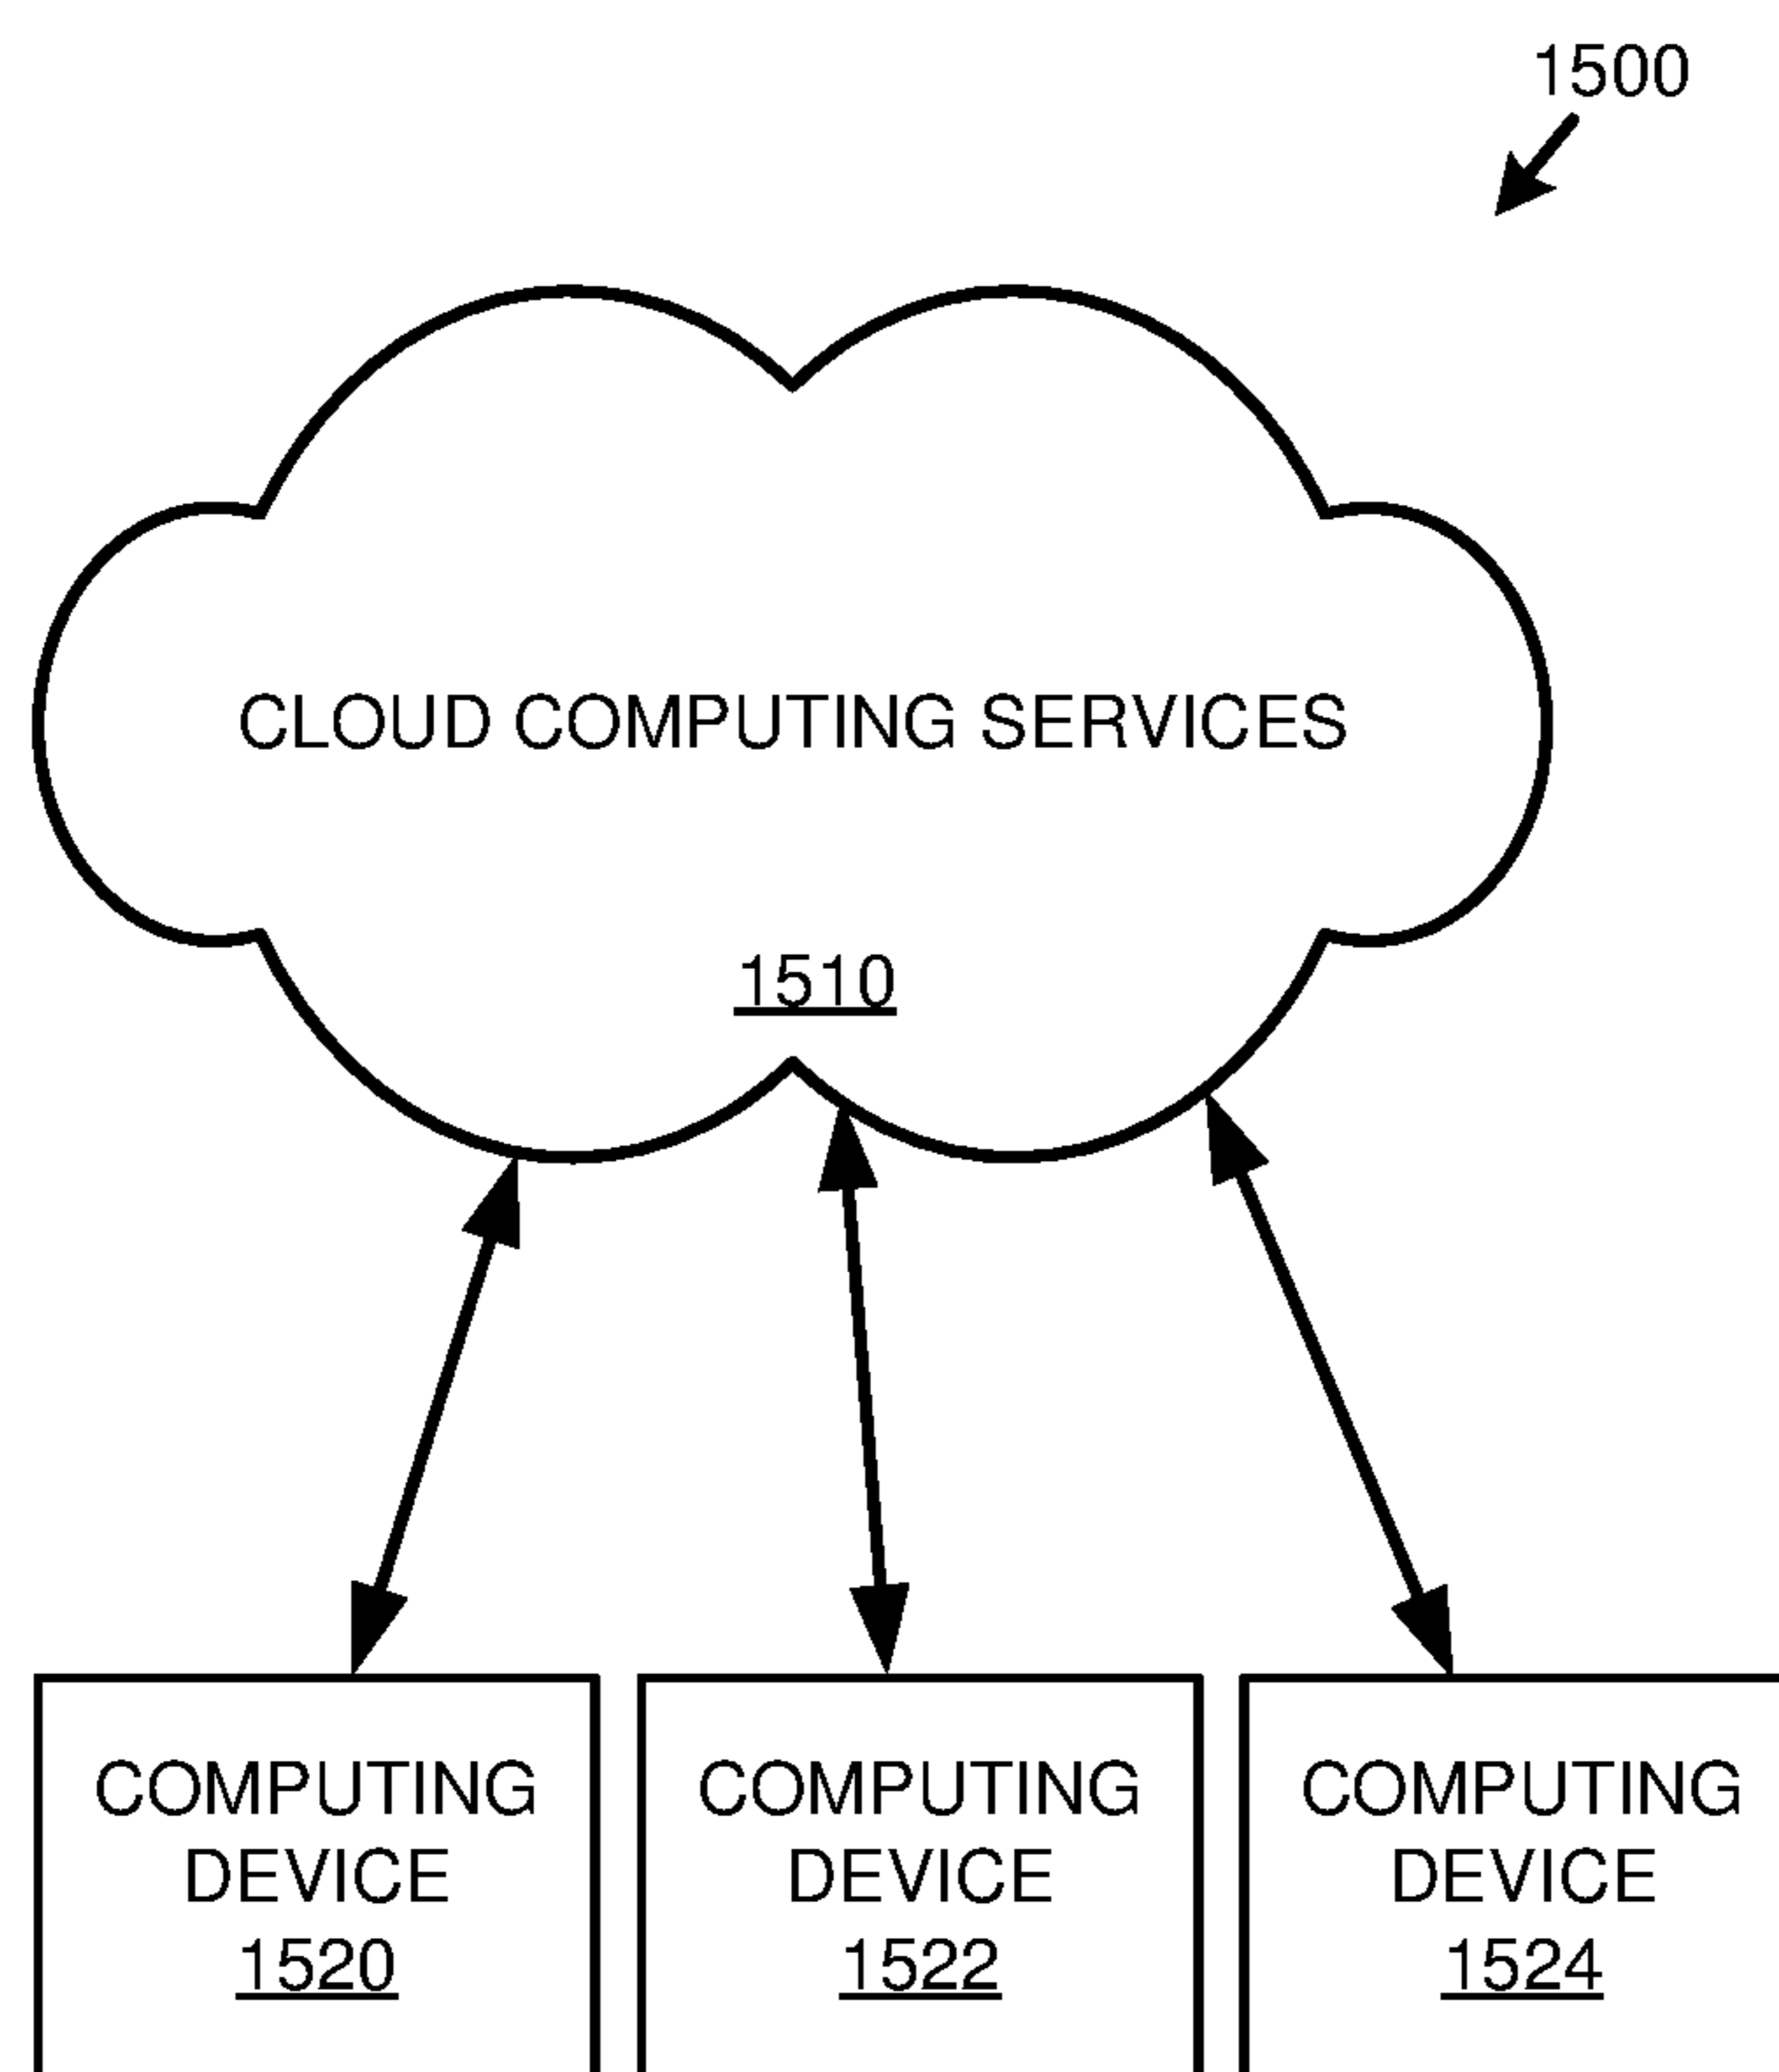 1500
CLOUD COMPUTING SERVICES
1510
COMPUTING
DEVICE
1520
COMPUTING
DEVICE
1522
COMPUTING
DEVICE
1524